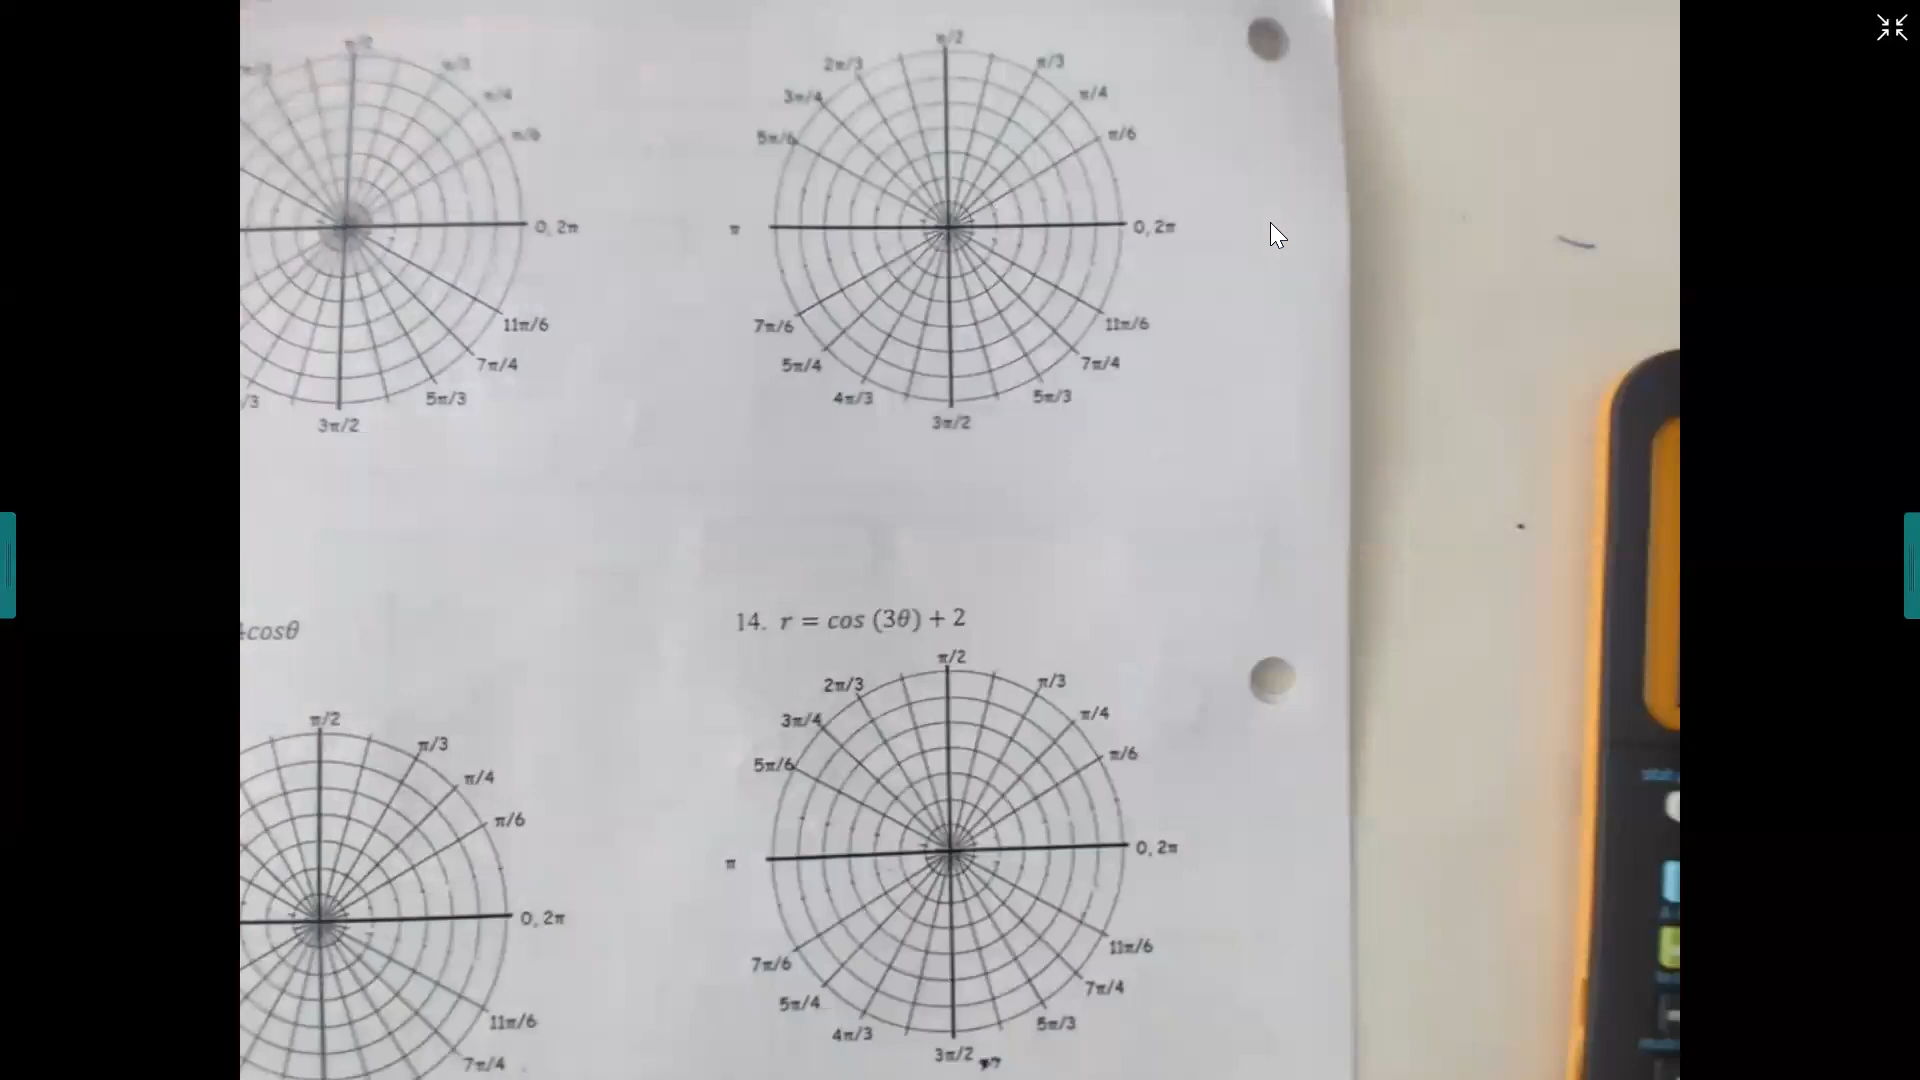 π/2
π/3
π/4
π/6
0, 2π
11π/6
7π/4
5π/3
3π/2
/3
π/2
2π/3
π/3
3π/4
π/4
5π/6
π/6
π
0, 2π
7π/6
11π/6
5π/4
7π/4
4π/3
5π/3
3π/2
cosθ
14. r = cos (3θ) + 2
π/2
π/3
π/4
π/6
0, 2π
11π/6
7π/4
π/2
2π/3
π/3
3π/4
π/4
5π/6
π/6
π
0, 2π
7π/6
11π/6
5π/4
7π/4
4π/3
5π/3
3π/2